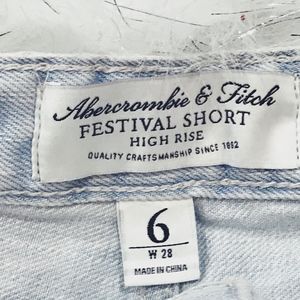 Abercrombie & Fitch
FESTIVAL SHORT
HIGH RISE
QUALITY CRAFTSMANSHIP SINCE 1892
6
W 28
MADE IN CHINA